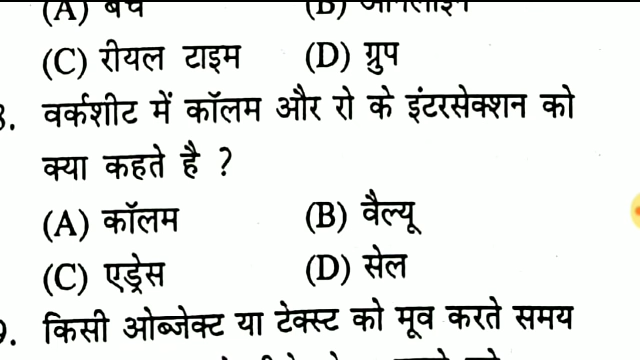 (C) रीयल टाइम (D) ग्रुप
वर्कशीट में कॉलम और रो के इंटरसेक्शन को
क्या कहते है ?
(A) कॉलम (B) वैल्यू
(C) एड्रेस (D) सेल
किसी ओब्जेक्ट या टेक्स्ट को मूव करते समय